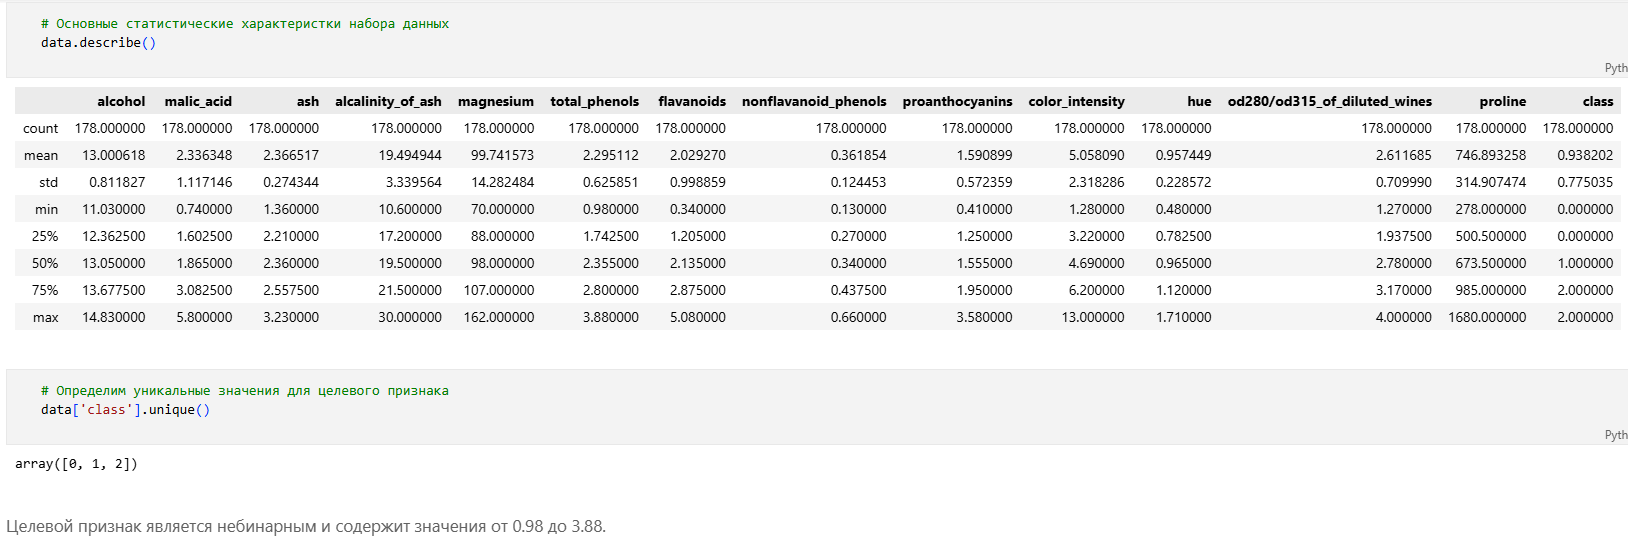 # Основные статистические характеристки набора данных
data.describe()
Pyth
alcohol malic_acid ash alcalinity_of_ash magnesium total_phenols flavanoids nonflavanoid_phenols proanthocyanins color_intensity hue od280/od315_of_diluted_wines proline class
count 178.000000 178.000000 178.000000 178.000000 178.000000 178.000000 178.000000 178.000000 178.000000 178.000000 178.000000 178.000000 178.000000 178.000000
mean 13.000618 2.336348 2.366517 19.494944 99.741573 2.295112 2.029270 0.361854 1.590899 5.058090 0.957449 2.611685 746.893258 0.938202
std 0.811827 1.117146 0.274344 3.339564 14.282484 0.625851 0.998859 0.124453 0.572359 2.318286 0.228572 0.709990 314.907474 0.775035
min 11.030000 0.740000 1.360000 10.600000 70.000000 0.980000 0.340000 0.130000 0.410000 1.280000 0.480000 1.270000 278.000000 0.000000
25% 12.362500 1.602500 2.210000 17.200000 88.000000 1.742500 1.205000 0.270000 1.250000 3.220000 0.782500 1.937500 500.500000 0.000000
50% 13.050000 1.865000 2.360000 19.500000 98.000000 2.355000 2.135000 0.340000 1.555000 4.690000 0.965000 2.780000 673.500000 1.000000
75% 13.677500 3.082500 2.557500 21.500000 107.000000 2.800000 2.875000 0.437500 1.950000 6.200000 1.120000 3.170000 985.000000 2.000000
max 14.830000 5.800000 3.230000 30.000000 162.000000 3.880000 5.080000 0.660000 3.580000 13.000000 1.710000 4.000000 1680.000000 2.000000
# Определим уникальные значения для целевого признака
data['class'].unique()
Pyth
array([0, 1, 2])
Целевой признак является небинарным и содержит значения от 0.98 до 3.88.